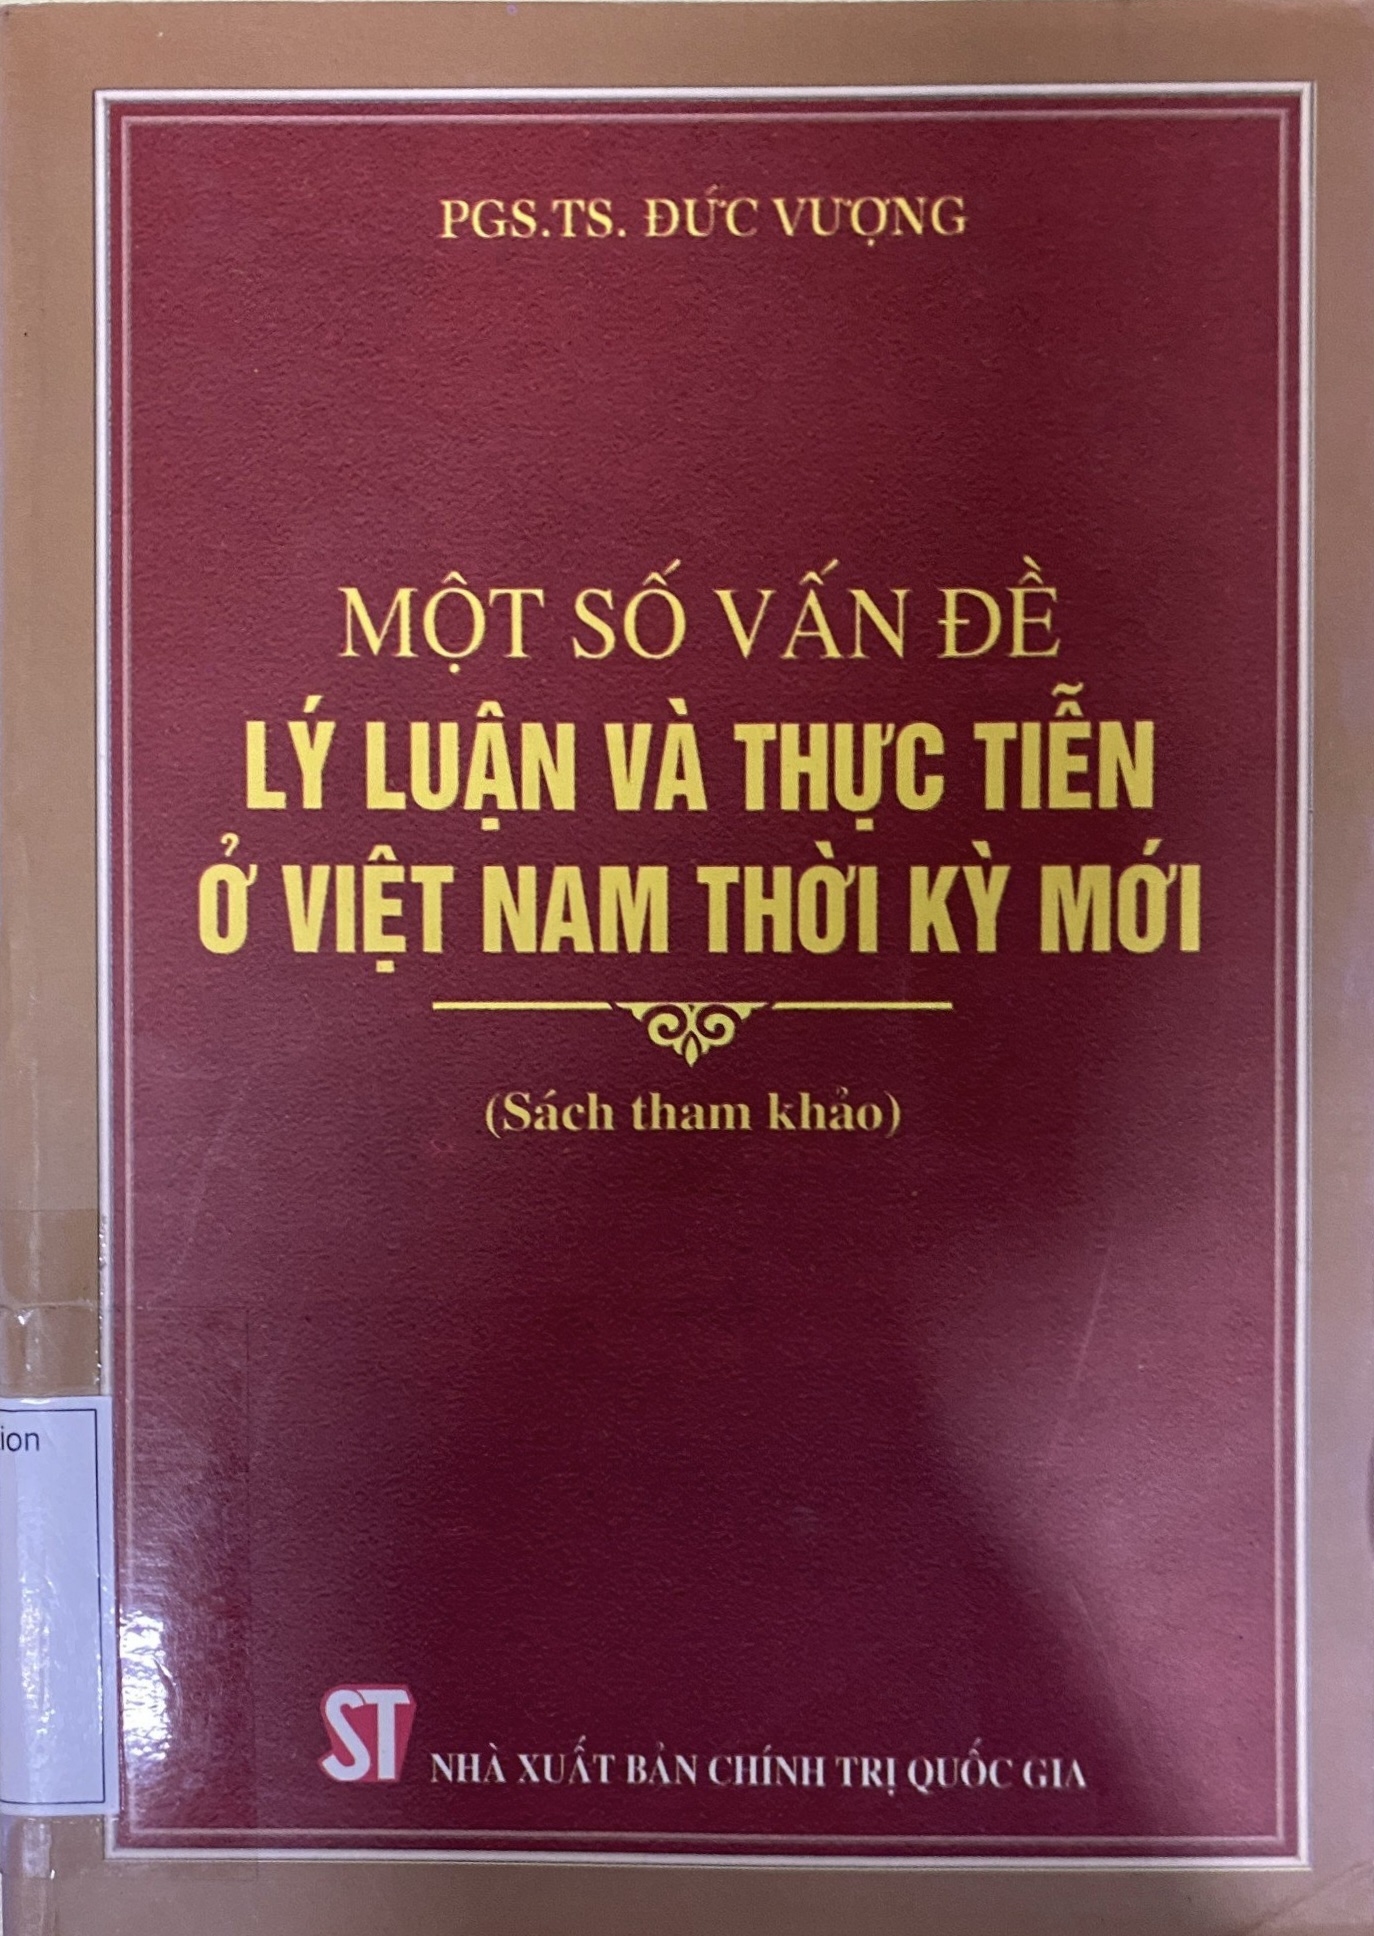 PGS.TS. ĐỨC VƯỢNG
MỘT SỐ VẤN ĐỀ
LÝ LUẬN VÀ THỰC TIỄN
Ở VIỆT NAM THỜI KỲ MỚI
(Sách tham khảo)
ion
ST
NHÀ XUẤT BẢN CHÍNH TRỊ QUỐC GIA